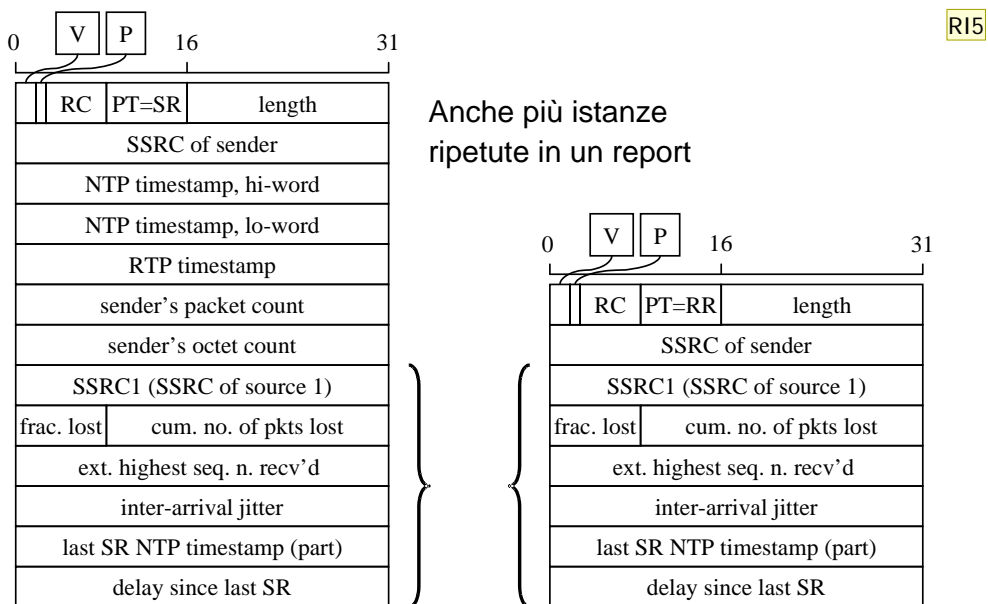 RI5
V P
0 16 31
RC PT=SR length
SSRC of sender
NTP timestamp, hi-word
NTP timestamp, lo-word
RTP timestamp
sender's packet count
sender's octet count
SSRC1 (SSRC of source 1)
frac. lost cum. no. of pkts lost
ext. highest seq. n. recv'd
inter-arrival jitter
last SR NTP timestamp (part)
delay since last SR
Anche più istanze
ripetute in un report
V P
0 16 31
RC PT=RR length
SSRC of sender
SSRC1 (SSRC of source 1)
frac. lost cum. no. of pkts lost
ext. highest seq. n. recv'd
inter-arrival jitter
last SR NTP timestamp (part)
delay since last SR